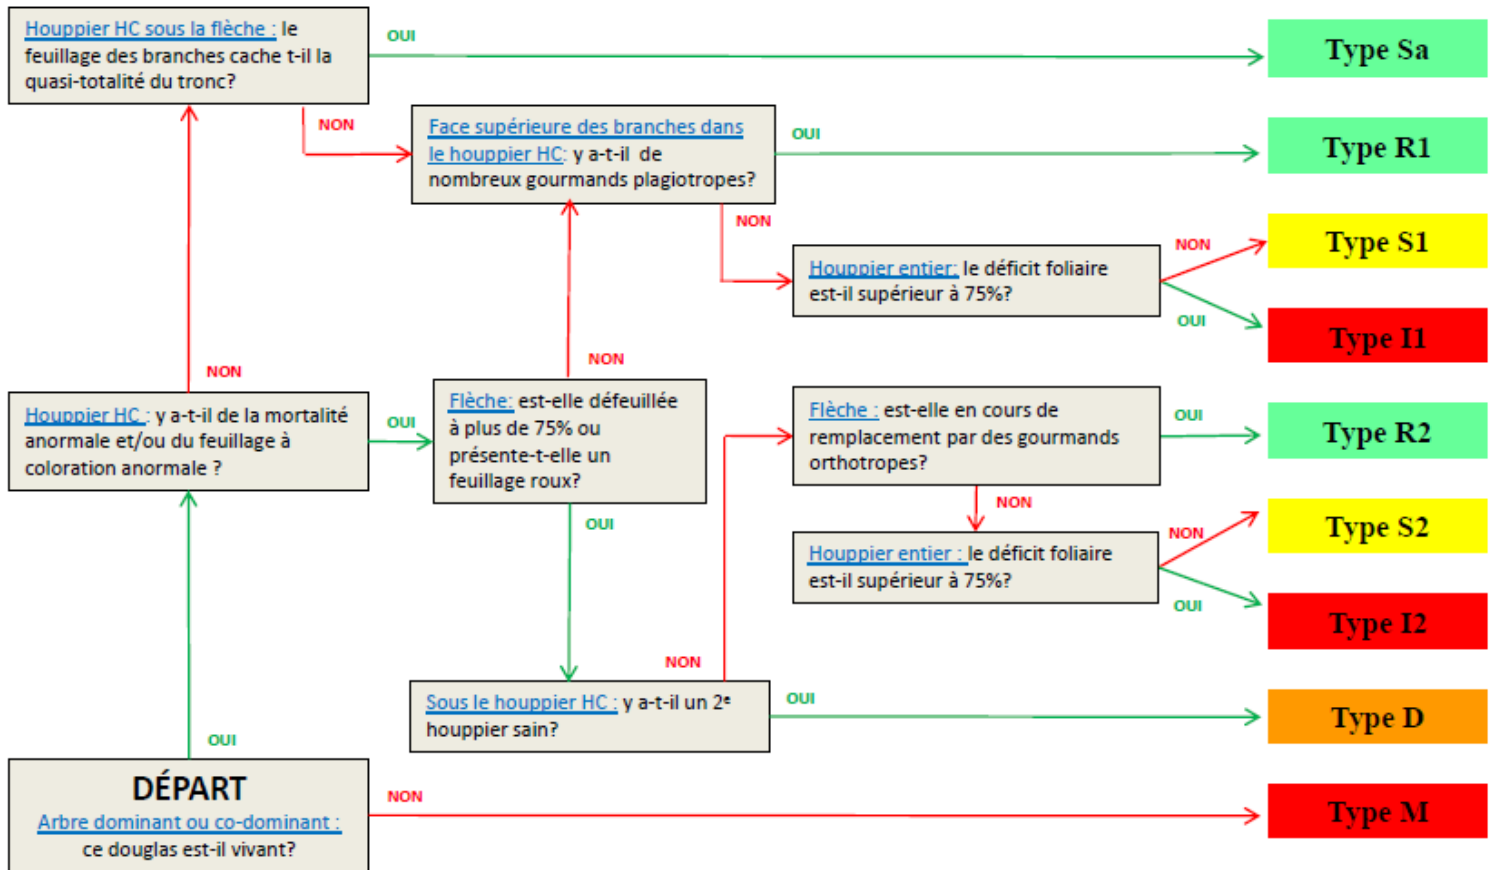 Houppier HC sous la flèche : le
feuillage des branches cache t-il la
quasi-totalité du tronc?
OUI
Type Sa
NON
Face supérieure des branches dans
le houppier HC: y a-t-il de
nombreux gourmands plagiotropes?
OUI
Type R1
NON
Houppier entier: le déficit foliaire
est-il supérieur à 75%?
NON
Type S1
OUI
Type I1
NON
Houppier HC : y a-t-il de la mortalité
anormale et/ou du feuillage à
coloration anormale ?
OUI
NON
Flèche: est-elle défeuillée
à plus de 75% ou
présente-t-elle un
feuillage roux?
OUI
Flèche : est-elle en cours de
remplacement par des gourmands
orthotropes?
OUI
Type R2
NON
Houppier entier : le déficit foliaire
est-il supérieur à 75%?
NON
Type S2
OUI
Type I2
NON
Sous le houppier HC : y a-t-il un 2e
houppier sain?
OUI
Type D
OUI
DÉPART
Arbre dominant ou co-dominant :
ce douglas est-il vivant?
NON
Type M